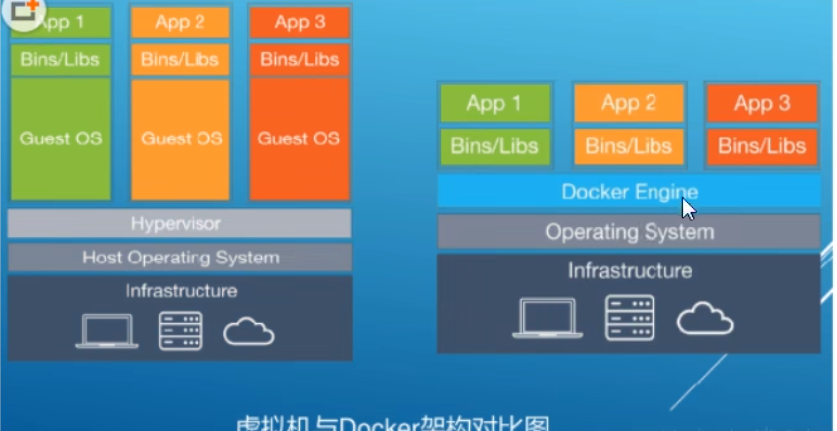 App 1 App 2 App 3
Bins/Libs Bins/Libs Bins/Libs
Guest OS Guest OS Guest OS
Hypervisor
Host Operating System
Infrastructure
App 1 App 2 App 3
Bins/Libs Bins/Libs Bins/Libs
Docker Engine
Operating System
Infrastructure
虚拟机与Docker架构对比图